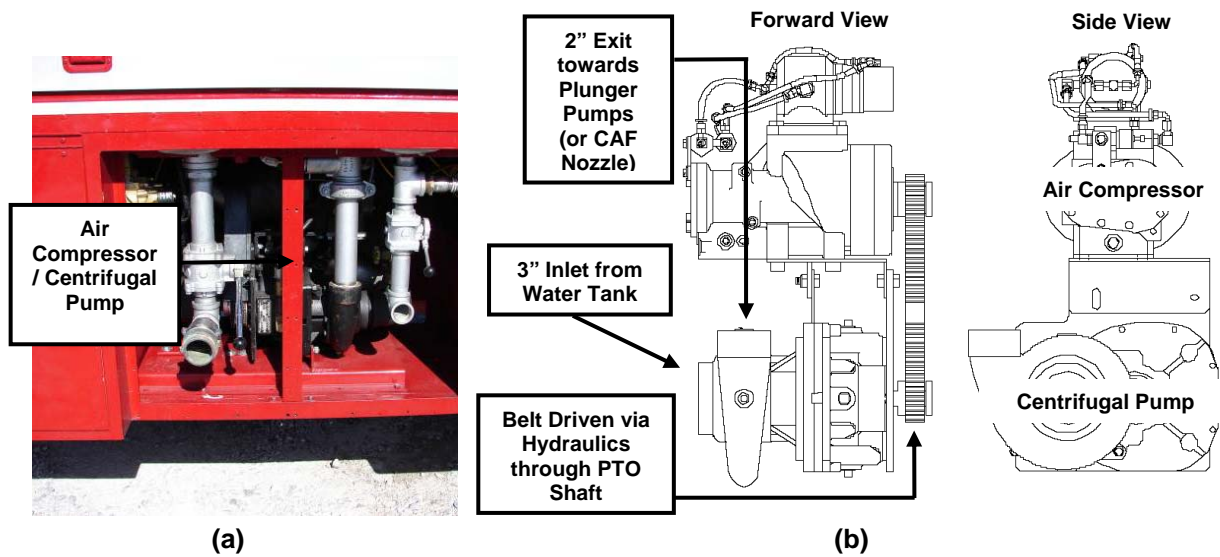 Air
Compressor
/ Centrifugal
Pump
(a)
Forward View
2” Exit
towards
Plunger
Pumps
(or CAF
Nozzle)
3” Inlet from
Water Tank
Belt Driven via
Hydraulics
through PTO
Shaft
Side View
Air Compressor
Centrifugal Pump
(b)